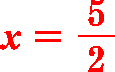 x = 5/2